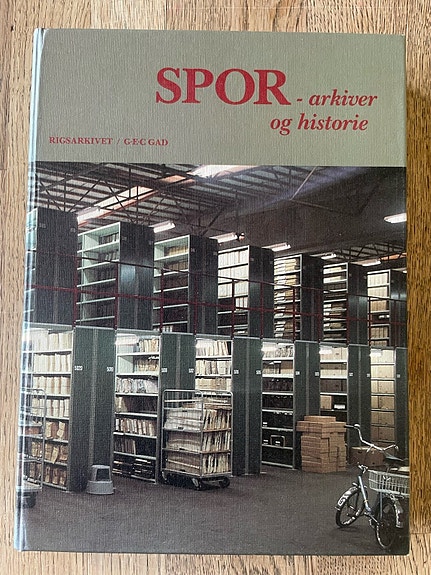 SPOR - arkiver
og historie
RIGSARKIVET / G·E·C GAD